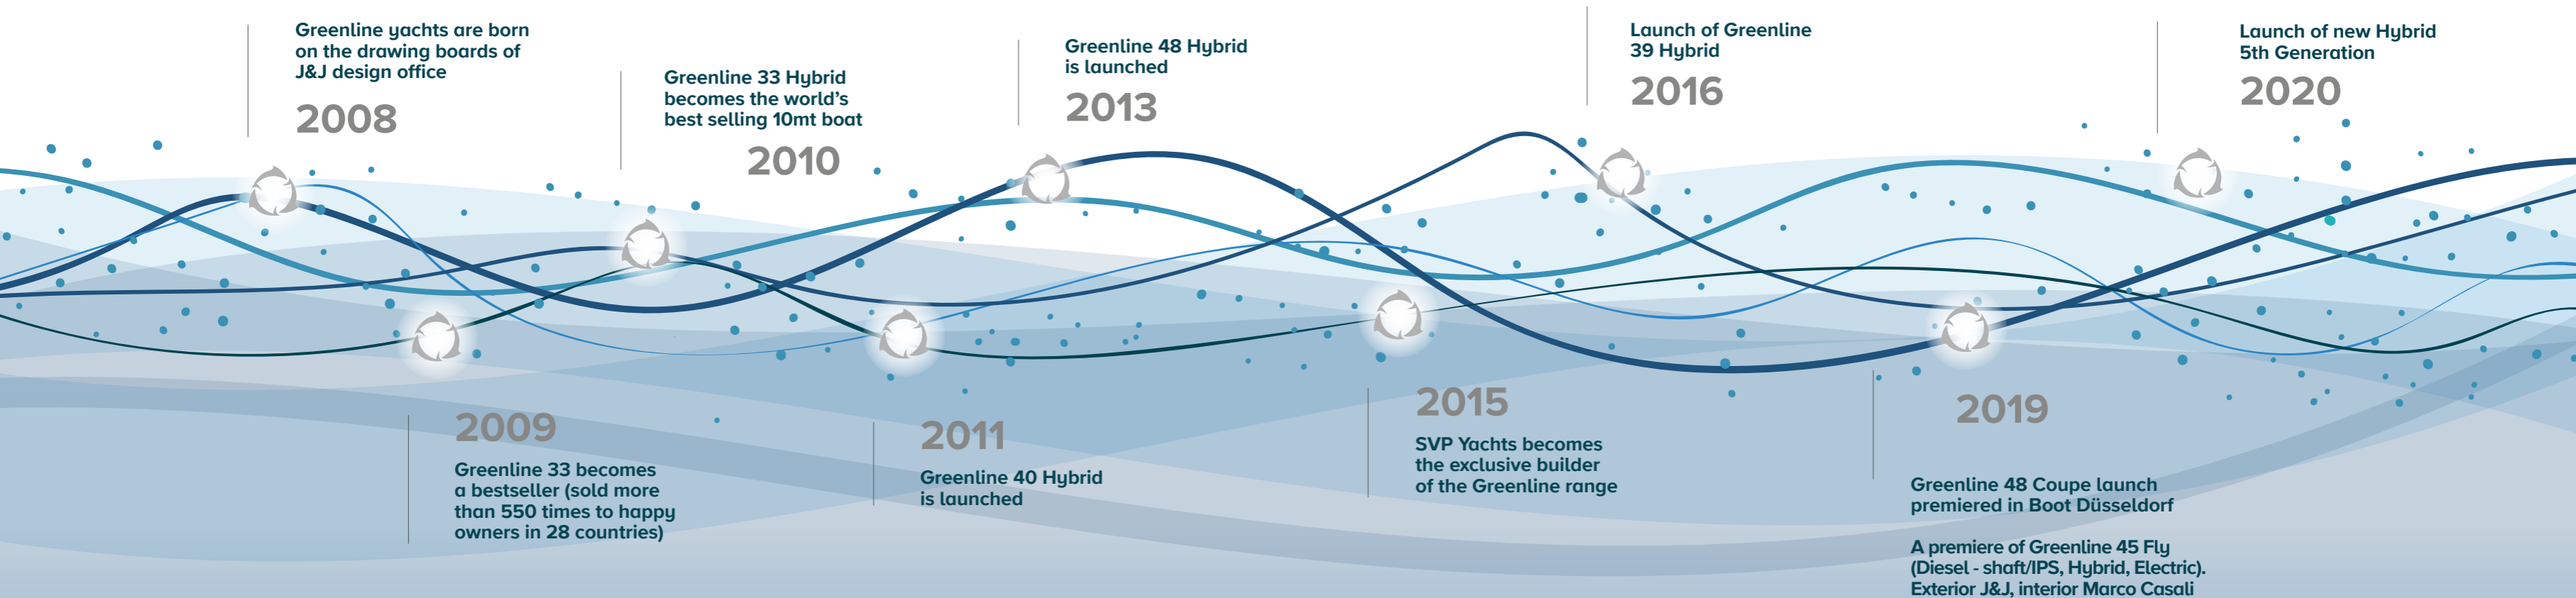 Greenline yachts are born
on the drawing boards of
J&J design office
2008
2009
Greenline 33 becomes
a bestseller (sold more
than 550 times to happy
owners in 28 countries)
Greenline 33 Hybrid
becomes the world's
best selling 10mt boat
2010
2011
Greenline 40 Hybrid
is launched
Greenline 48 Hybrid
is launched
2013
2015
SVP Yachts becomes
the exclusive builder
of the Greenline range
Launch of Greenline
39 Hybrid
2016
2019
Greenline 48 Coupe launch
premiered in Boot Düsseldorf
A premiere of Greenline 45 Fly
(Diesel - shaft/IPS, Hybrid, Electric).
Exterior J&J, interior Marco Casali
Launch of new Hybrid
5th Generation
2020